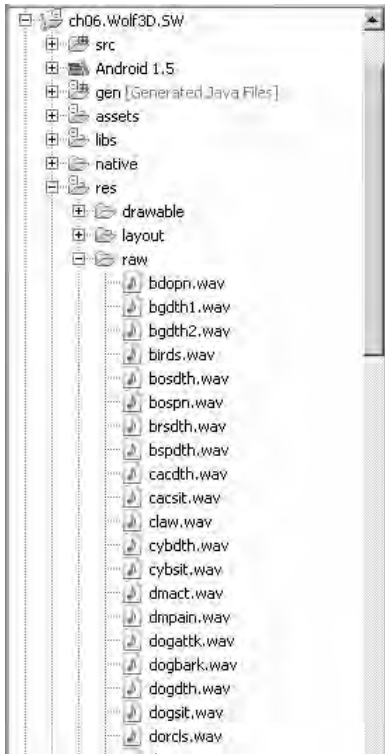 ch06.Wolf3D.SW
src
Android 1.5
gen [Generated Java Files]
assets
libs
native
res
drawable
layout
raw
bdopn.wav
bgdth1.wav
bgdth2.wav
birds.wav
bosdth.wav
bospn.wav
brsdth.wav
bspdth.wav
cacdth.wav
cacsit.wav
claw.wav
cybdth.wav
cybsit.wav
dmact.wav
dmpain.wav
dogattk.wav
dogbark.wav
dogdth.wav
dogsit.wav
dorcls.wav